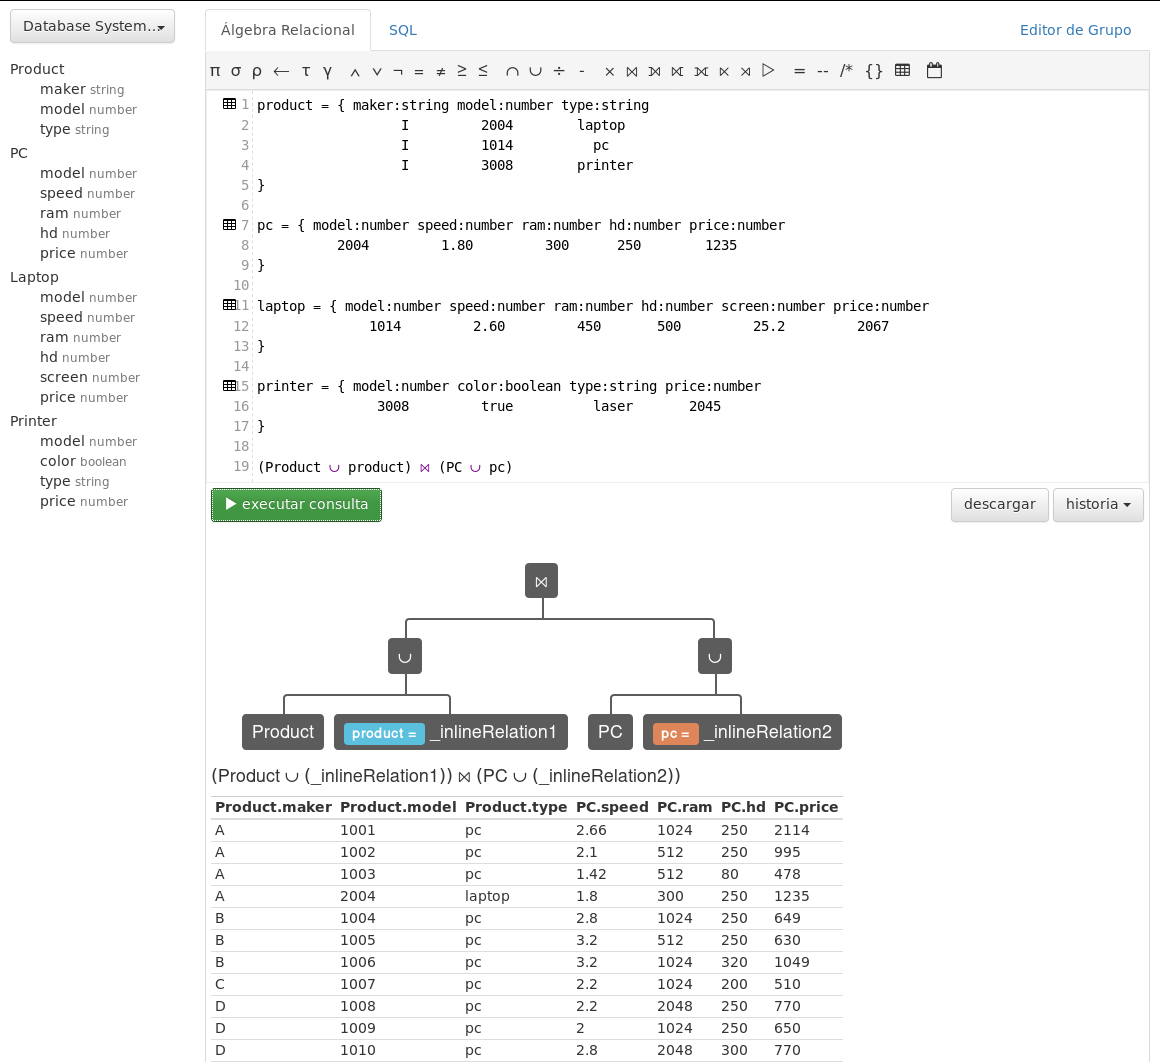 Database System...
Product
maker string
model number
type string
PC
model number
speed number
ram number
hd number
price number
Laptop
model number
speed number
ram number
hd number
screen number
price number
Printer
model number
color boolean
type string
price number
Álgebra Relacional SQL Editor de Grupo
π σ ρ ← τ γ ∧ ∨ ¬ = ≠ ≥ ≤ ∩ ∪ ÷ - × ⋈ ⟕ ⟖ ⟗ ⋉ ⋊ ▷ = -- /* {}
1 product = { maker:string model:number type:string
2 I 2004 laptop
3 I 1014 pc
4 I 3008 printer
5 }
6
7 pc = { model:number speed:number ram:number hd:number price:number
8 2004 1.80 300 250 1235
9 }
10
11 laptop = { model:number speed:number ram:number hd:number screen:number price:number
12 1014 2.60 450 500 25.2 2067
13 }
14
15 printer = { model:number color:boolean type:string price:number
16 3008 true laser 2045
17 }
18
19 (Product ∪ product) ⋈ (PC ∪ pc)
executar consulta descargar historia
⋈
∪ ∪
Product product = _inlineRelation1 PC pc = _inlineRelation2
(Product ∪ (_inlineRelation1)) ⋈ (PC ∪ (_inlineRelation2))
Product.maker Product.model Product.type PC.speed PC.ram PC.hd PC.price
A 1001 pc 2.66 1024 250 2114
A 1002 pc 2.1 512 250 995
A 1003 pc 1.42 512 80 478
A 2004 laptop 1.8 300 250 1235
B 1004 pc 2.8 1024 250 649
B 1005 pc 3.2 512 250 630
B 1006 pc 3.2 1024 320 1049
C 1007 pc 2.2 1024 200 510
D 1008 pc 2.2 2048 250 770
D 1009 pc 2 1024 250 650
D 1010 pc 2.8 2048 300 770